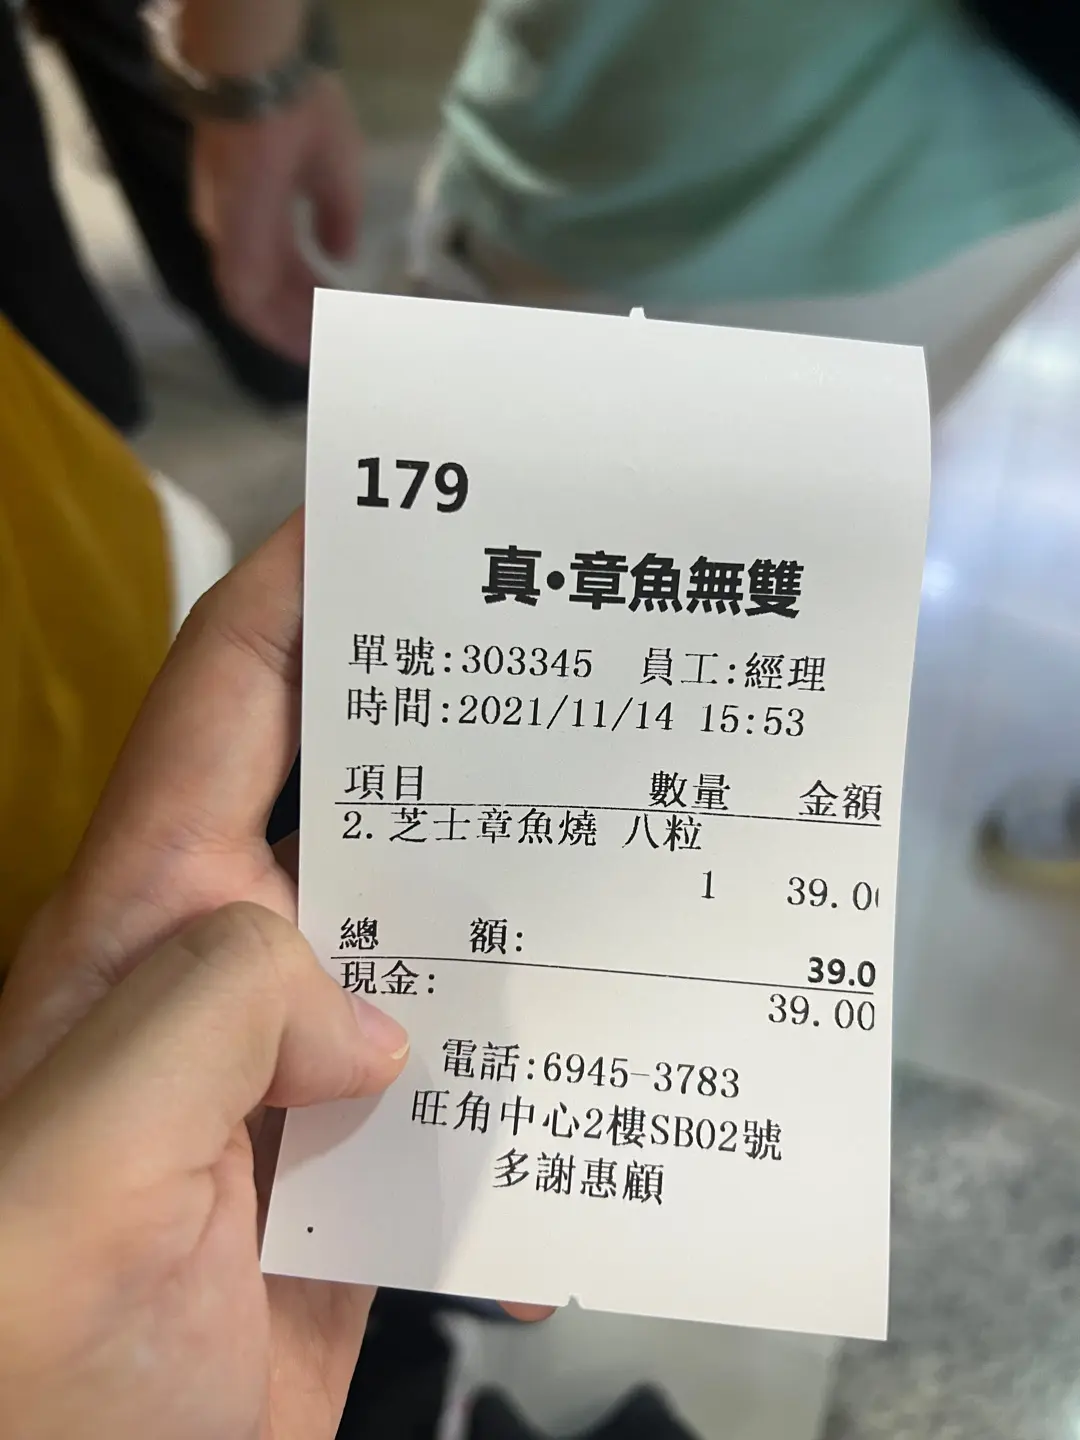 179
真•章魚無雙
單號:303345 員工:經理
時間:2021/11/14 15:53
項目 數量 金額
2. 芝士章魚燒 八粒
1 39.00
總 額:
39.0
現金:
39.00
電話:6945-3783
旺角中心2樓SB02號
多謝惠顧